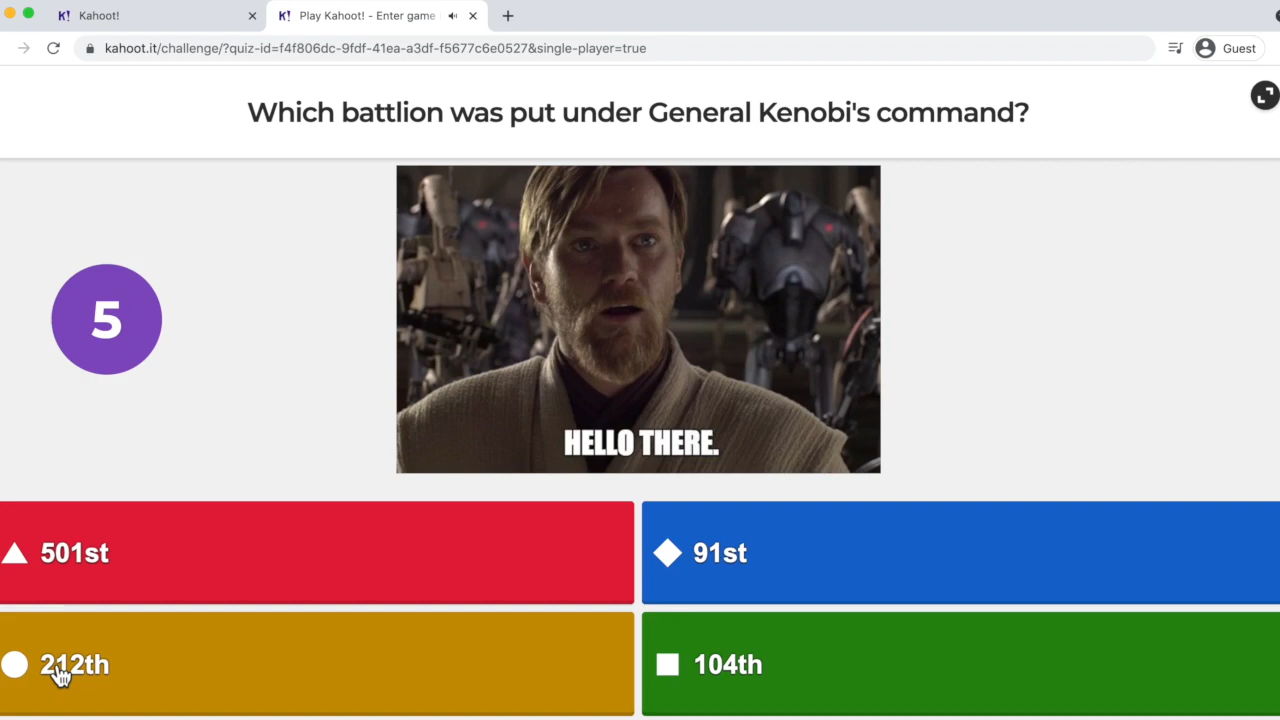 K! Kahoot!
K! Play Kahoot! - Enter game
kahoot.it/challenge/?quiz-id=f4f806dc-9fdf-41ea-a3df-f5677c6e0527&single-player=true
Guest
Which battlion was put under General Kenobi's command?
5
HELLO THERE.
501st
91st
212th
104th